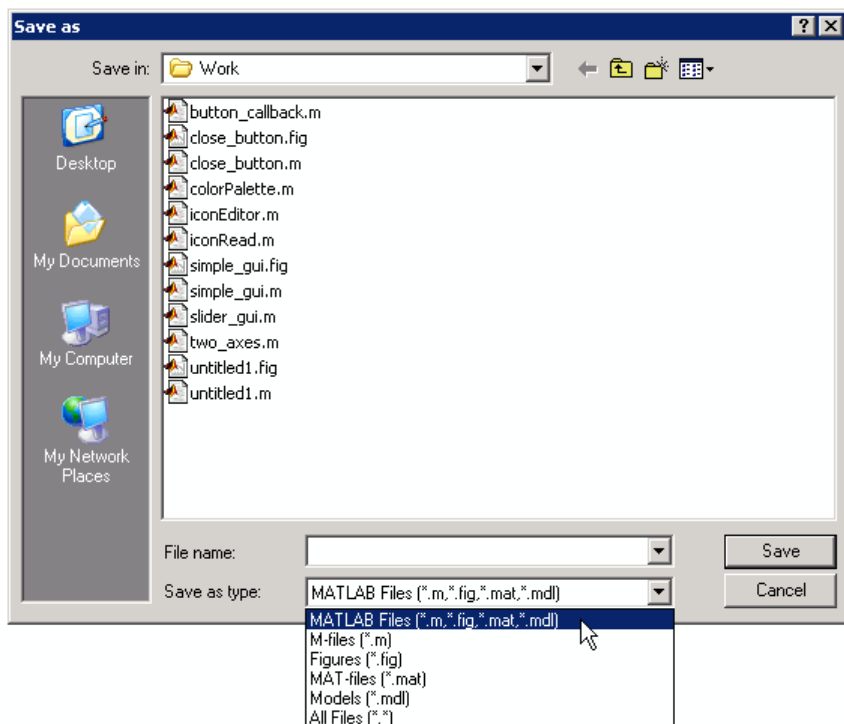 Save as
Save in: Work
button_callback.m
close_button.fig
close_button.m
colorPalette.m
iconEditor.m
iconRead.m
simple_gui.fig
simple_gui.m
slider_gui.m
two_axes.m
untitled1.fig
untitled1.m
Desktop
My Documents
My Computer
My Network
Places
File name:
Save
Save as type: MATLAB Files (*.m,*.fig,*.mat,*.mdl)
Cancel
MATLAB Files (*.m,*.fig,*.mat,*.mdl)
M-files (*.m)
Figures (*.fig)
MAT-files (*.mat)
Models (*.mdl)
All Files (*.*)